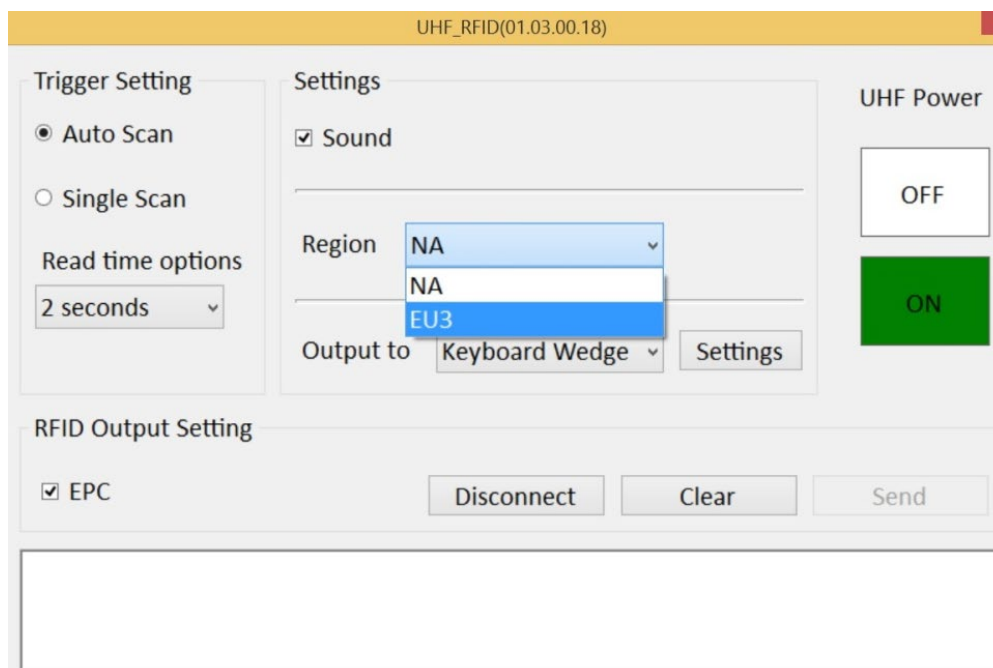 UHF_RFID(01.03.00.18)
Trigger Setting
Auto Scan
Single Scan
Read time options
2 seconds
Settings
Sound
Region NA
NA
EU3
Output to Keyboard Wedge Settings
UHF Power
OFF
ON
RFID Output Setting
EPC Disconnect Clear Send